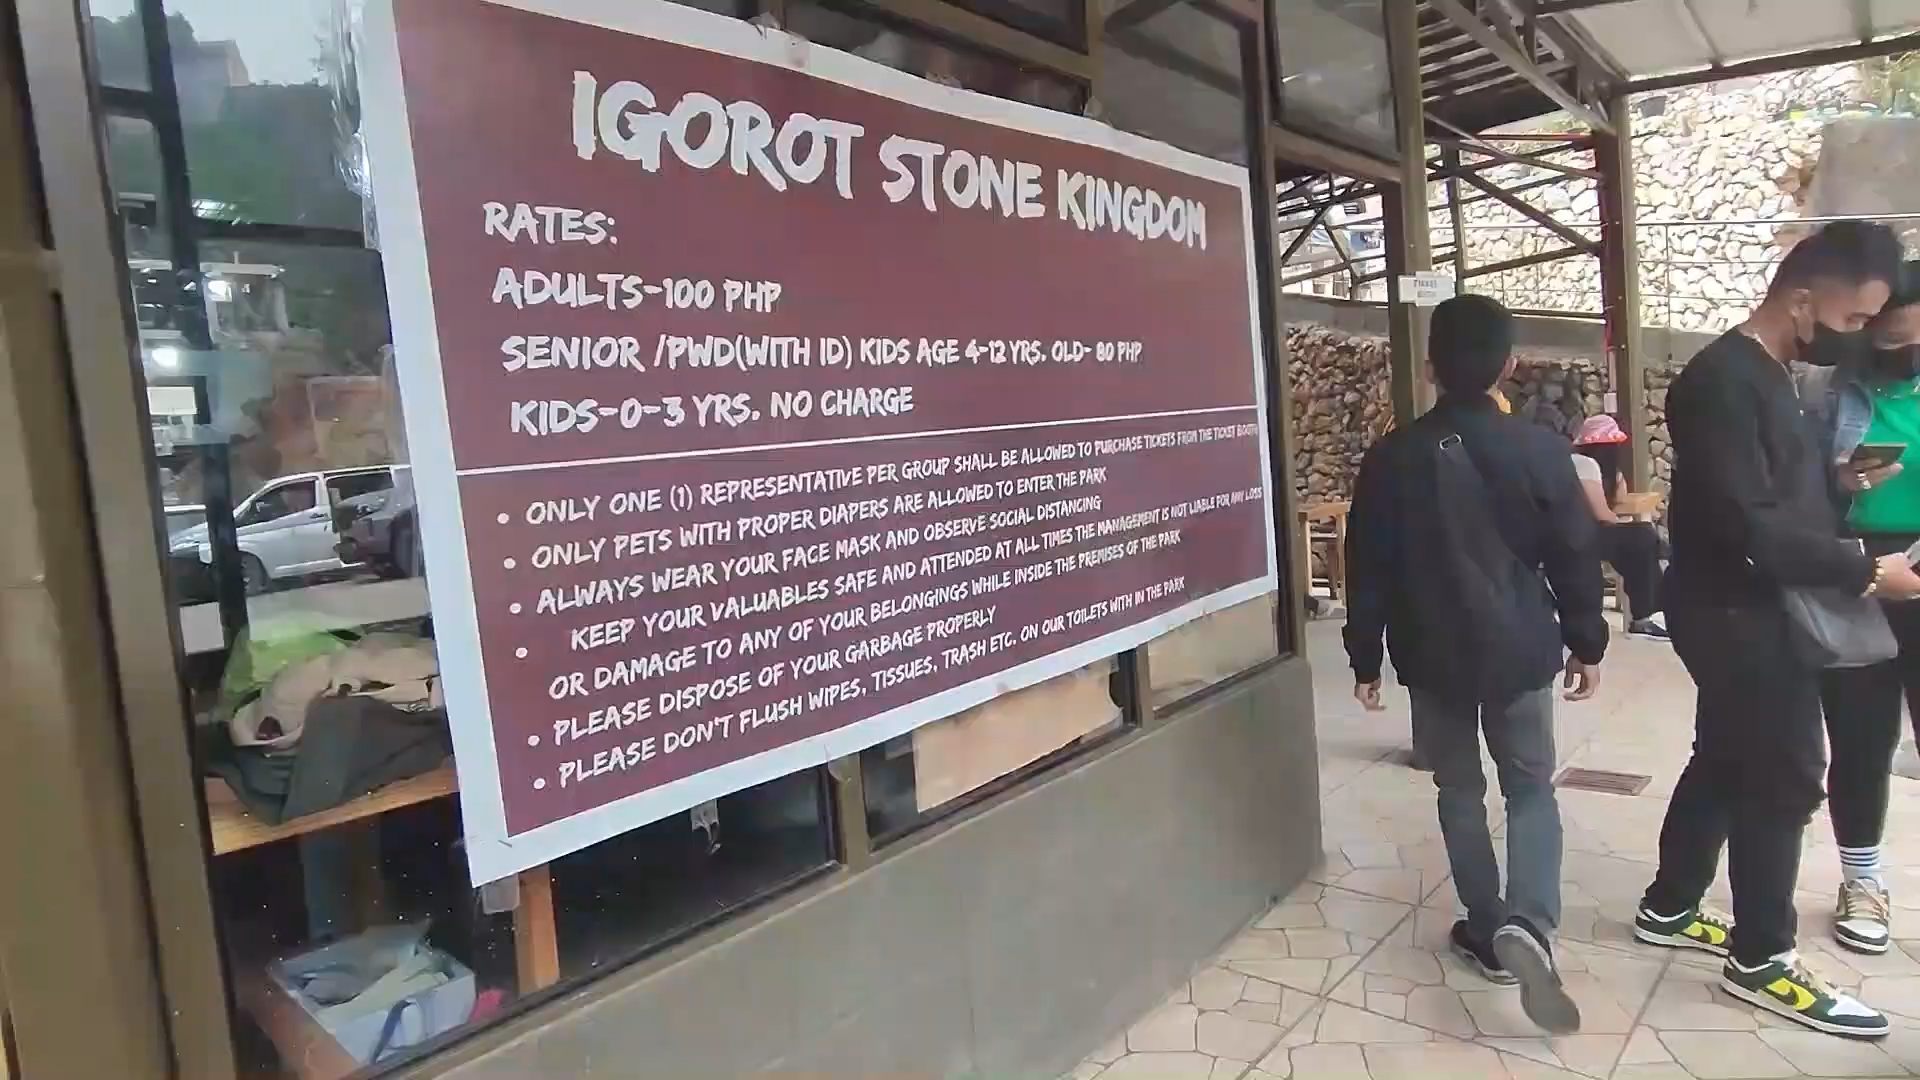 IGOROT STONE KINGDOM
RATES:
ADULTS-100 PHP
SENIOR /PWD(WITH ID) KIDS AGE 4-12 YRS. OLD- 80 PHP
KIDS-0-3 YRS. NO CHARGE
• ONLY ONE (1) REPRESENTATIVE PER GROUP SHALL BE ALLOWED TO PURCHASE TICKETS FROM THE TICKET BOOTH
• ONLY PETS WITH PROPER DIAPERS ARE ALLOWED TO ENTER THE PARK
• ALWAYS WEAR YOUR FACE MASK AND OBSERVE SOCIAL DISTANCING
• KEEP YOUR VALUABLES SAFE AND ATTENDED AT ALL TIMES THE MANAGEMENT IS NOT LIABLE FOR ANY LOSS
OR DAMAGE TO ANY OF YOUR BELONGINGS WHILE INSIDE THE PREMISES OF THE PARK
• PLEASE DISPOSE OF YOUR GARBAGE PROPERLY
• PLEASE DON'T FLUSH WIPES, TISSUES, TRASH ETC. ON OUR TOILETS WITH IN THE PARK
TICKET
BOOTH